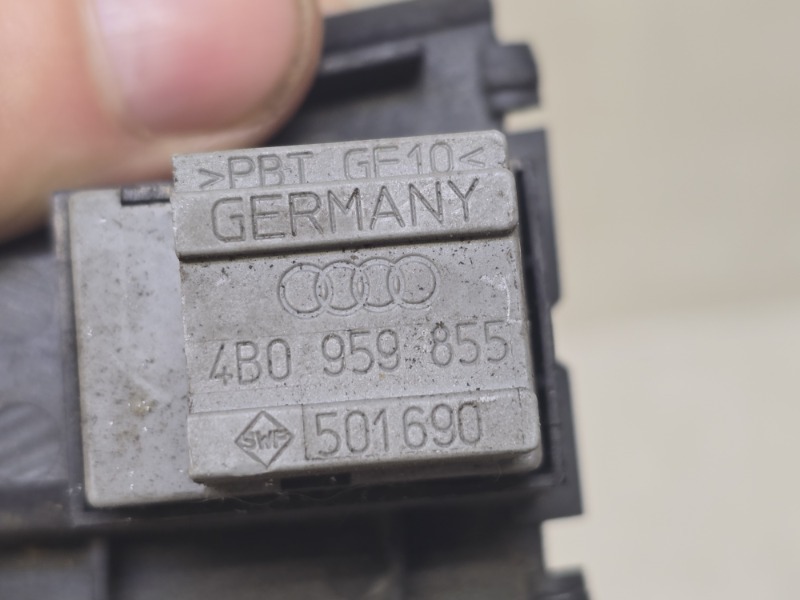 >PBT GF10<
GERMANY
4B0 959 855
SWF 501690